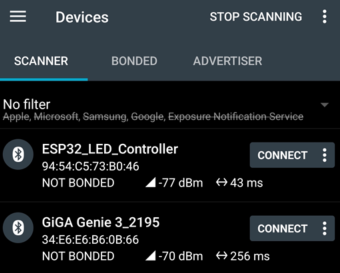 Devices
STOP SCANNING
SCANNER
BONDED
ADVERTISER
No filter
Apple, Microsoft, Samsung, Google, Exposure Notification Service
ESP32_LED_Controller
CONNECT
94:54:C5:73:B0:46
NOT BONDED
-77 dBm
43 ms
GiGA Genie 3_2195
CONNECT
34:E6:E6:B6:0B:66
NOT BONDED
-70 dBm
256 ms